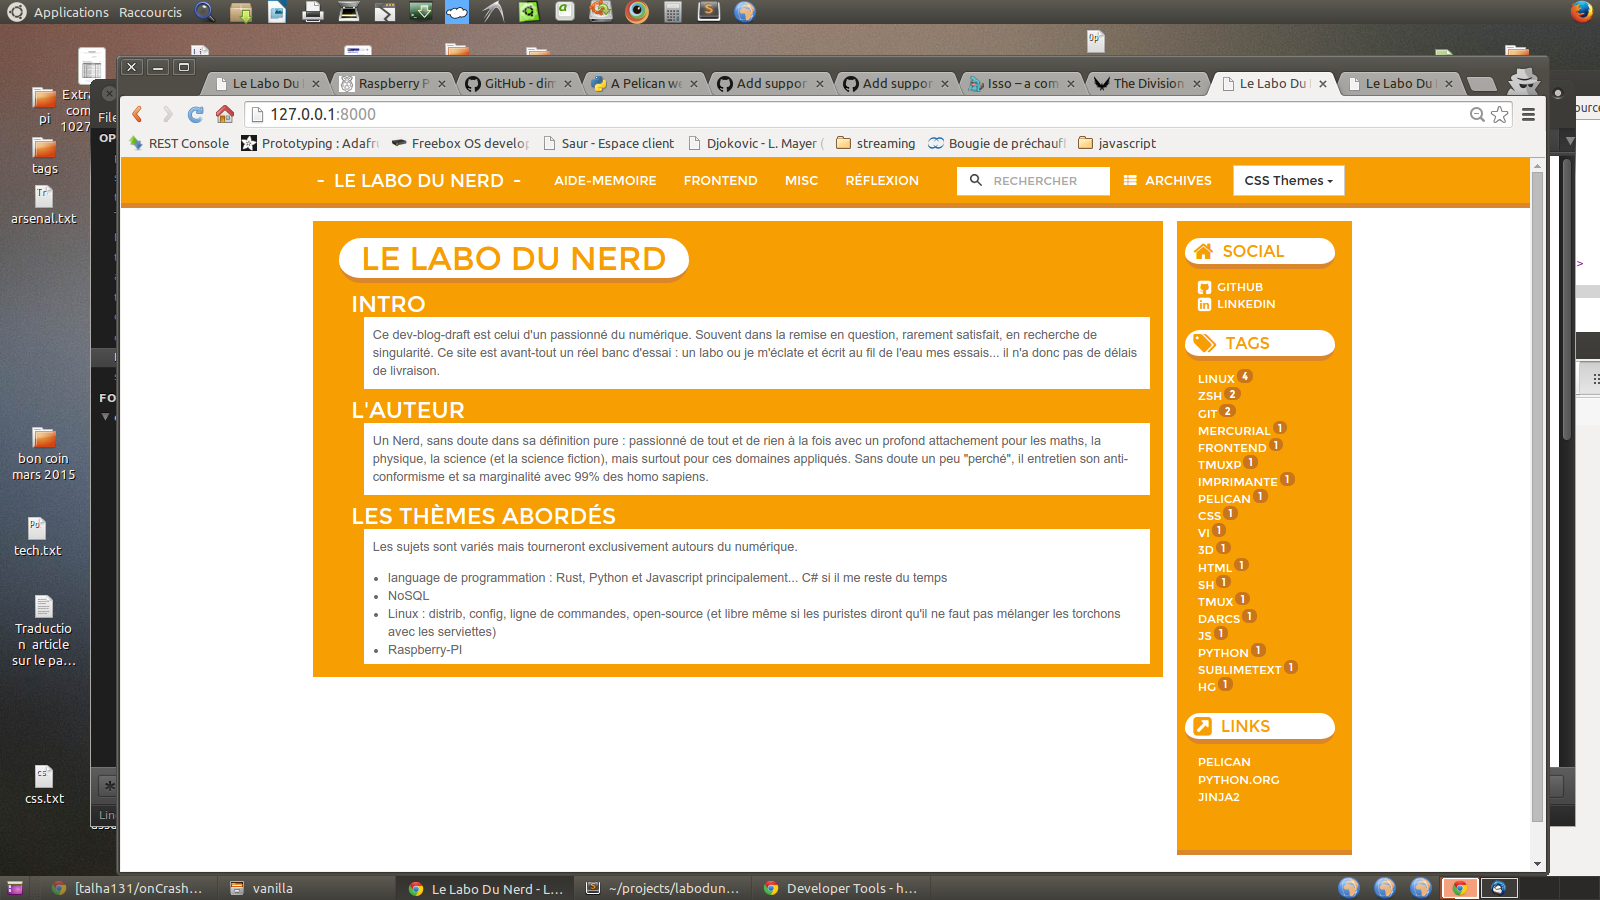 Applications Raccourcis
Le Labo Du
Raspberry P
GitHub - dim
A Pelican we
Add suppor
Add suppor
Isso – a com
The Division
Le Labo Du
Le Labo Du
127.0.0.1:8000
REST Console
Prototyping : Adafru
Freebox OS develop
Saur - Espace client
Djokovic - L. Mayer (
streaming
Bougie de préchauff
javascript
- LE LABO DU NERD -
AIDE-MEMOIRE
FRONTEND
MISC
RÉFLEXION
RECHERCHER
ARCHIVES
CSS Themes
LE LABO DU NERD
INTRO
Ce dev-blog-draft est celui d'un passionné du numérique. Souvent dans la remise en question, rarement satisfait, en recherche de
singularité. Ce site est avant-tout un réel banc d'essai : un labo ou je m'éclate et écrit au fil de l'eau mes essais... il n'a donc pas de délais
de livraison.
L'AUTEUR
Un Nerd, sans doute dans sa définition pure : passionné de tout et de rien à la fois avec un profond attachement pour les maths, la
physique, la science (et la science fiction), mais surtout pour ces domaines appliqués. Sans doute un peu "perché", il entretien son anti-
conformisme et sa marginalité avec 99% des homo sapiens.
LES THÈMES ABORDÉS
Les sujets sont variés mais tourneront exclusivement autours du numérique.
language de programmation : Rust, Python et Javascript principalement... C# si il me reste du temps
NoSQL
Linux : distrib, config, ligne de commandes, open-source (et libre même si les puristes diront qu'il ne faut pas mélanger les torchons
avec les serviettes)
Raspberry-PI
SOCIAL
GITHUB
LINKEDIN
TAGS
LINUX 4
ZSH 2
GIT 2
MERCURIAL 1
FRONTEND 1
TMUXP 1
IMPRIMANTE 1
PELICAN 1
CSS 1
VI 1
3D 1
HTML 1
SH 1
TMUX 1
DARCS 1
JS 1
PYTHON 1
SUBLIMETEXT 1
HG 1
LINKS
PELICAN
PYTHON.ORG
JINJA2
pi
Extra
com
1027
tags
arsenal.txt
bon coin
mars 2015
tech.txt
Traductio
n article
sur le pa...
css.txt
File
OP
FO
Lin
[talha131/onCrash...
vanilla
Le Labo Du Nerd - L...
~/projects/labodun...
Developer Tools - h...